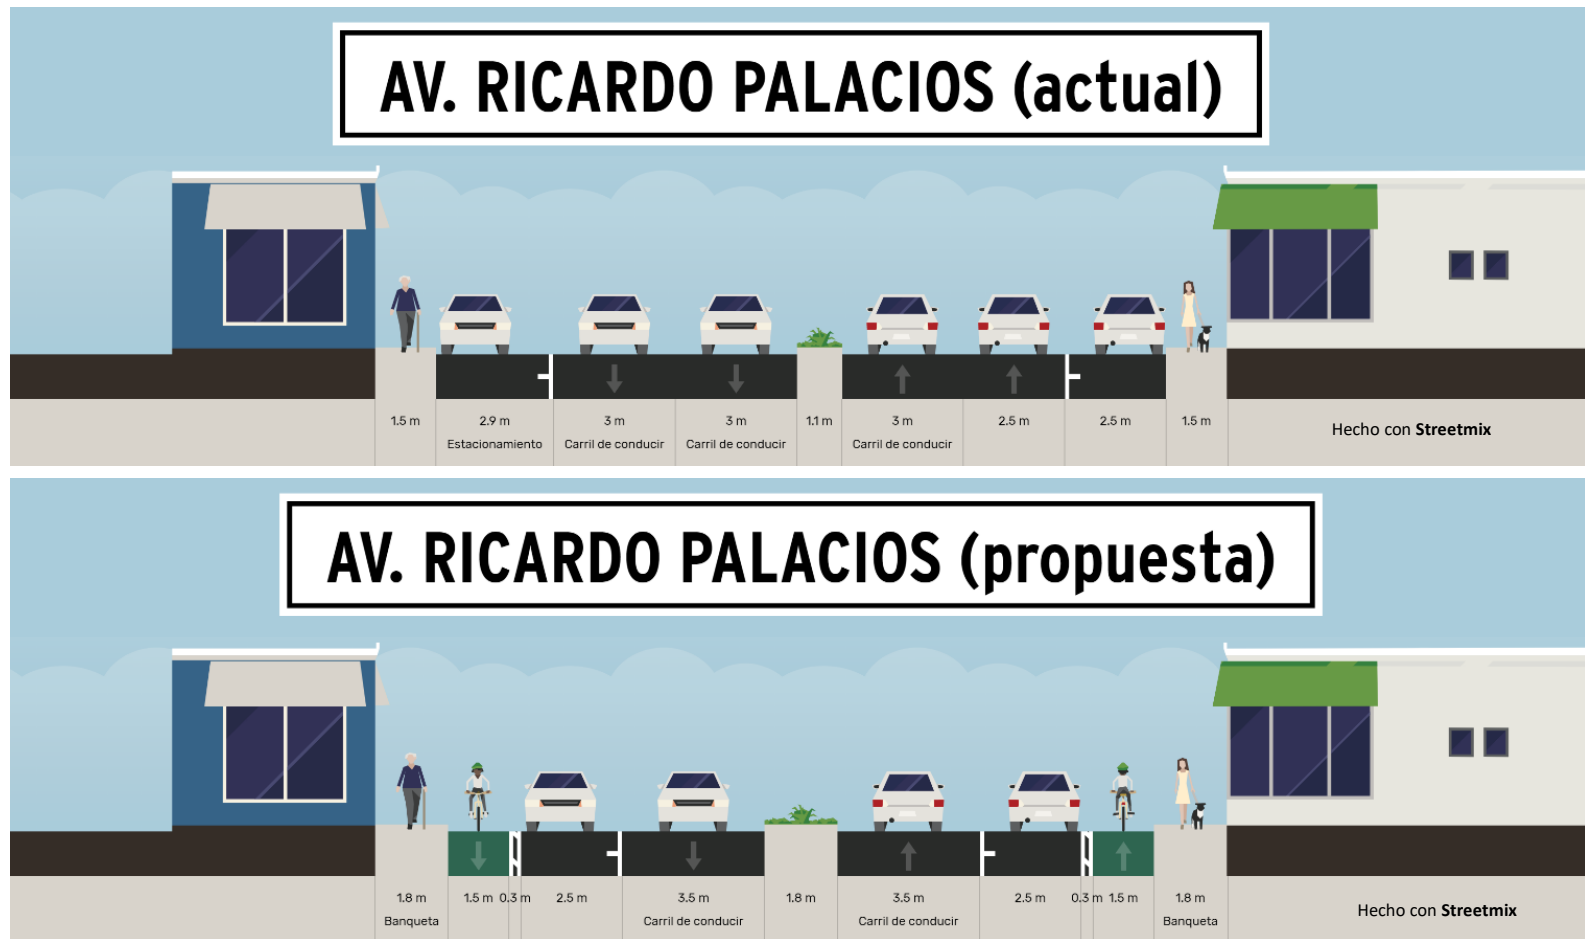 AV. RICARDO PALACIOS (actual)
1.5 m 2.9 m 3 m 3 m 1.1 m 3 m 2.5 m 2.5 m 1.5 m
Estacionamiento Carril de conducir Carril de conducir Carril de conducir
Hecho con Streetmix
AV. RICARDO PALACIOS (propuesta)
1.8 m 1.5 m 0.3 m 2.5 m 3.5 m 1.8 m 3.5 m 2.5 m 0.3 m 1.5 m 1.8 m
Banqueta Carril de conducir Carril de conducir Banqueta
Hecho con Streetmix